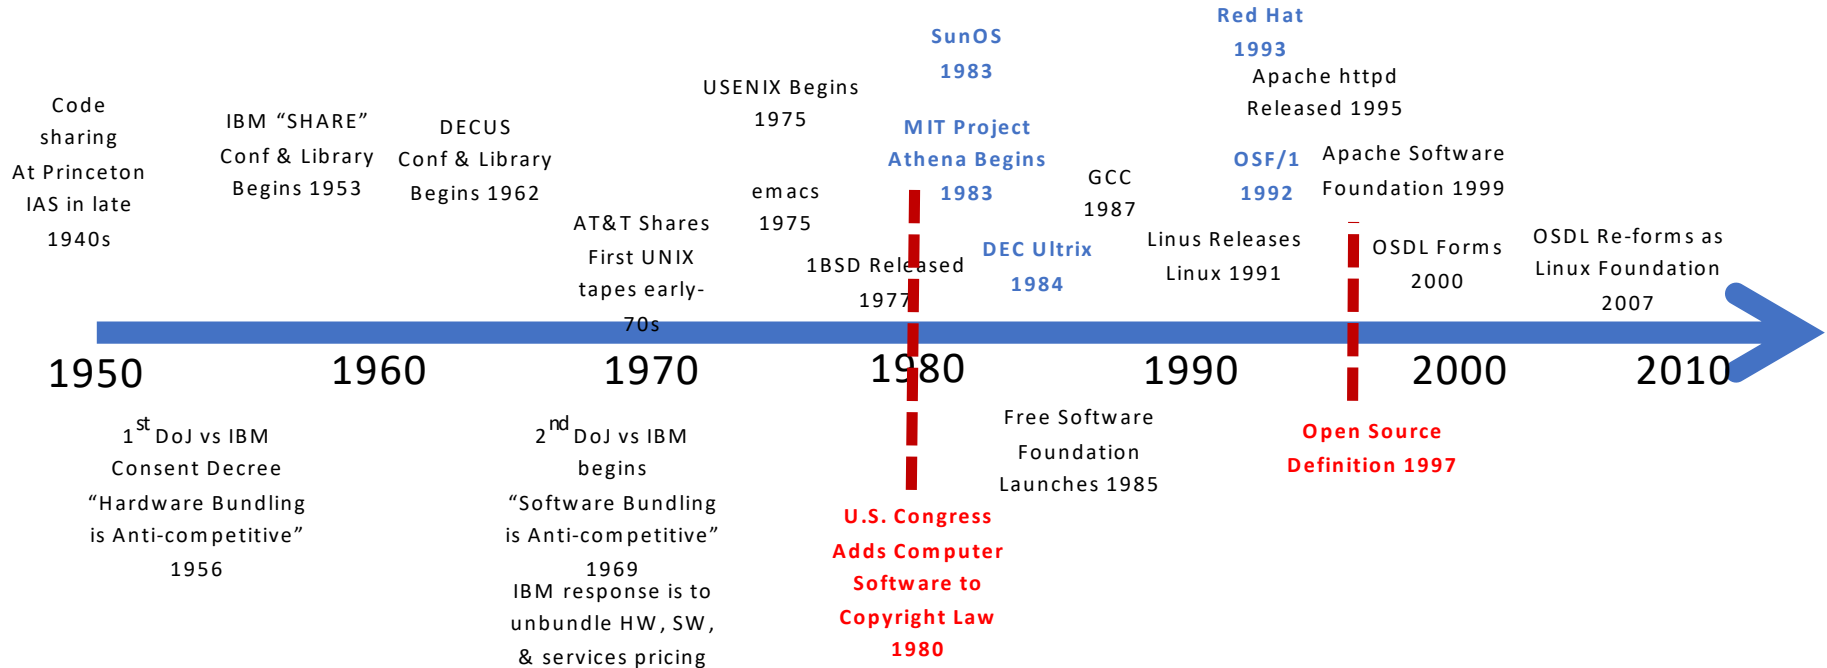 Code
sharing
At Princeton
IAS in late
1940s
IBM “SHARE”
Conf & Library
Begins 1953
DECUS
Conf & Library
Begins 1962
AT&T Shares
First UNIX
tapes early-
70s
USENIX Begins
1975
emacs
1975
1BSD Released
1977
SunOS
1983
MIT Project
Athena Begins
1983
DEC Ultrix
1984
GCC
1987
Red Hat
1993
Apache httpd
Released 1995
OSF/1
1992
Apache Software
Foundation 1999
Linus Releases
Linux 1991
OSDL Forms
2000
OSDL Re-forms as
Linux Foundation
2007
1950
1960
1970
1980
1990
2000
2010
1st DoJ vs IBM
Consent Decree
“Hardware Bundling
is Anti-competitive”
1956
2nd DoJ vs IBM
begins
“Software Bundling
is Anti-competitive”
1969
IBM response is to
unbundle HW, SW,
& services pricing
U.S. Congress
Adds Computer
Software to
Copyright Law
1980
Free Software
Foundation
Launches 1985
Open Source
Definition 1997